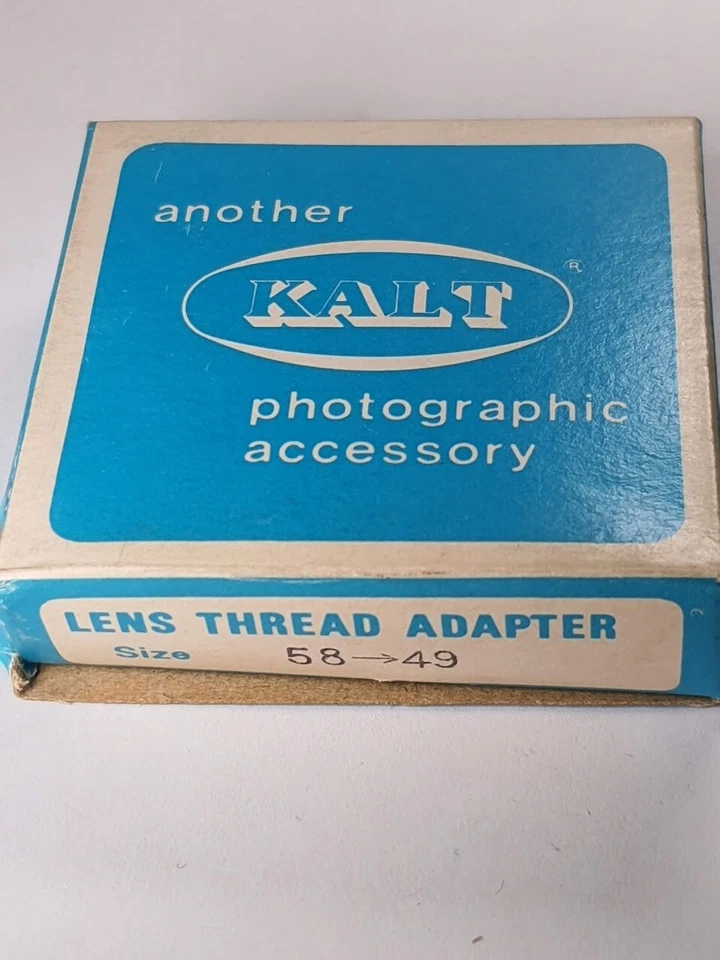 another
KALT®
photographic
accessory
LENS THREAD ADAPTER
Size 58→49